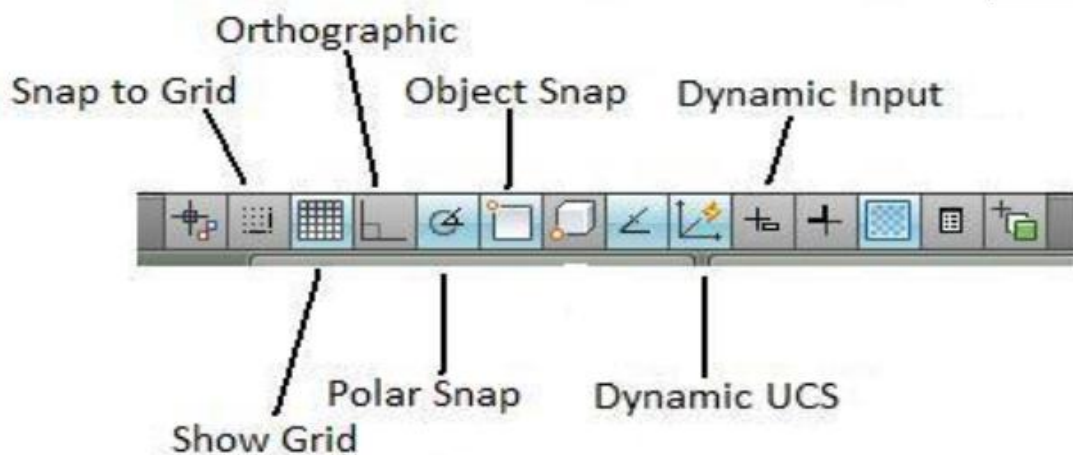 Orthographic
Snap to Grid
Object Snap
Dynamic Input
Polar Snap
Dynamic UCS
Show Grid